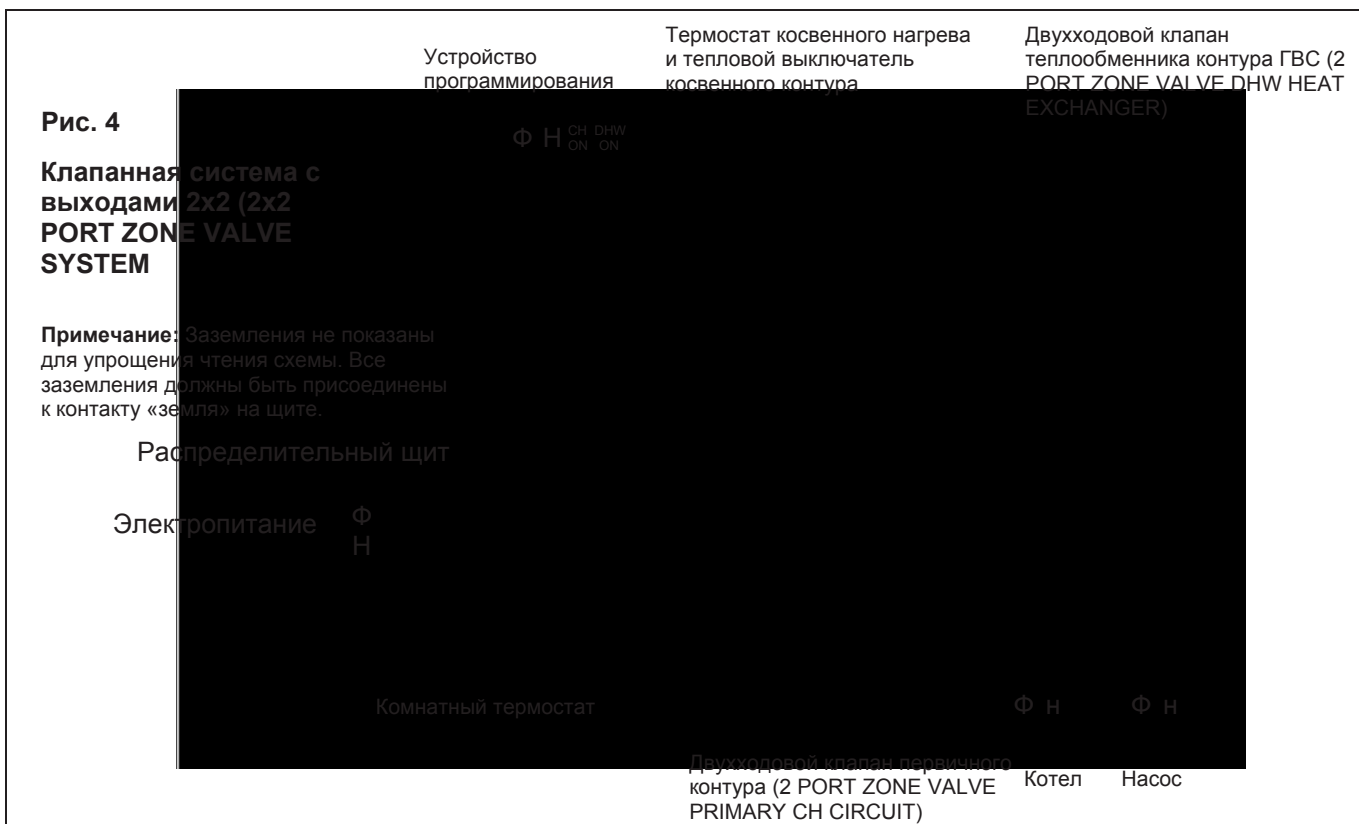 Устройство
программирования
Термостат косвенного нагрева
и тепловой выключатель
косвенного контура
Двухходовой клапан
теплообменника контура ГВС (2
PORT ZONE VALVE DHW HEAT
EXCHANGER)
Рис. 4
Ф Н CH DHW
ON ON
Клапанная система с
выходами 2х2 (2х2
PORT ZONE VALVE
SYSTEM
Примечание: Заземления не показаны
для упрощения чтения схемы. Все
заземления должны быть присоединены
к контакту «земля» на щите.
Распределительный щит
Электропитание Ф
Н
Комнатный термостат
Ф н Ф н
Двухходовой клапан первичного
контура (2 PORT ZONE VALVE
PRIMARY CH CIRCUIT)
Котел Насос